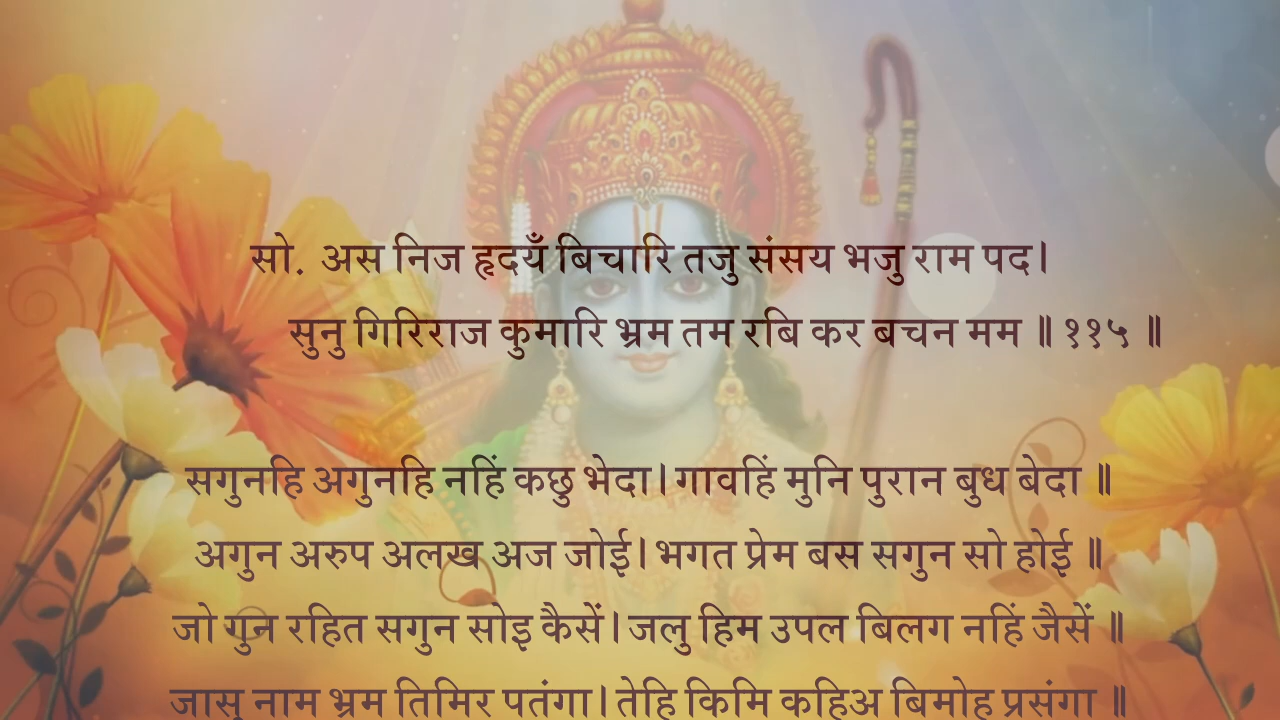 सो. अस निज हृदयँ बिचारि तजु संसय भजु राम पद।
सुनु गिरिराज कुमारि भ्रम तम रबि कर बचन मम ॥ ११५ ॥
सगुनहि अगुनहि नहिं कछु भेदा। गावहिं मुनि पुरान बुध बेदा ॥
अगुन अरुप अलख अज जोई। भगत प्रेम बस सगुन सो होई ॥
जो गुन रहित सगुन सोइ कैसें। जलु हिम उपल बिलग नहिं जैसें ॥
जासु नाम भ्रम तिमिर पतंगा। तेहि किमि कहिअ बिमोह प्रसंगा ॥